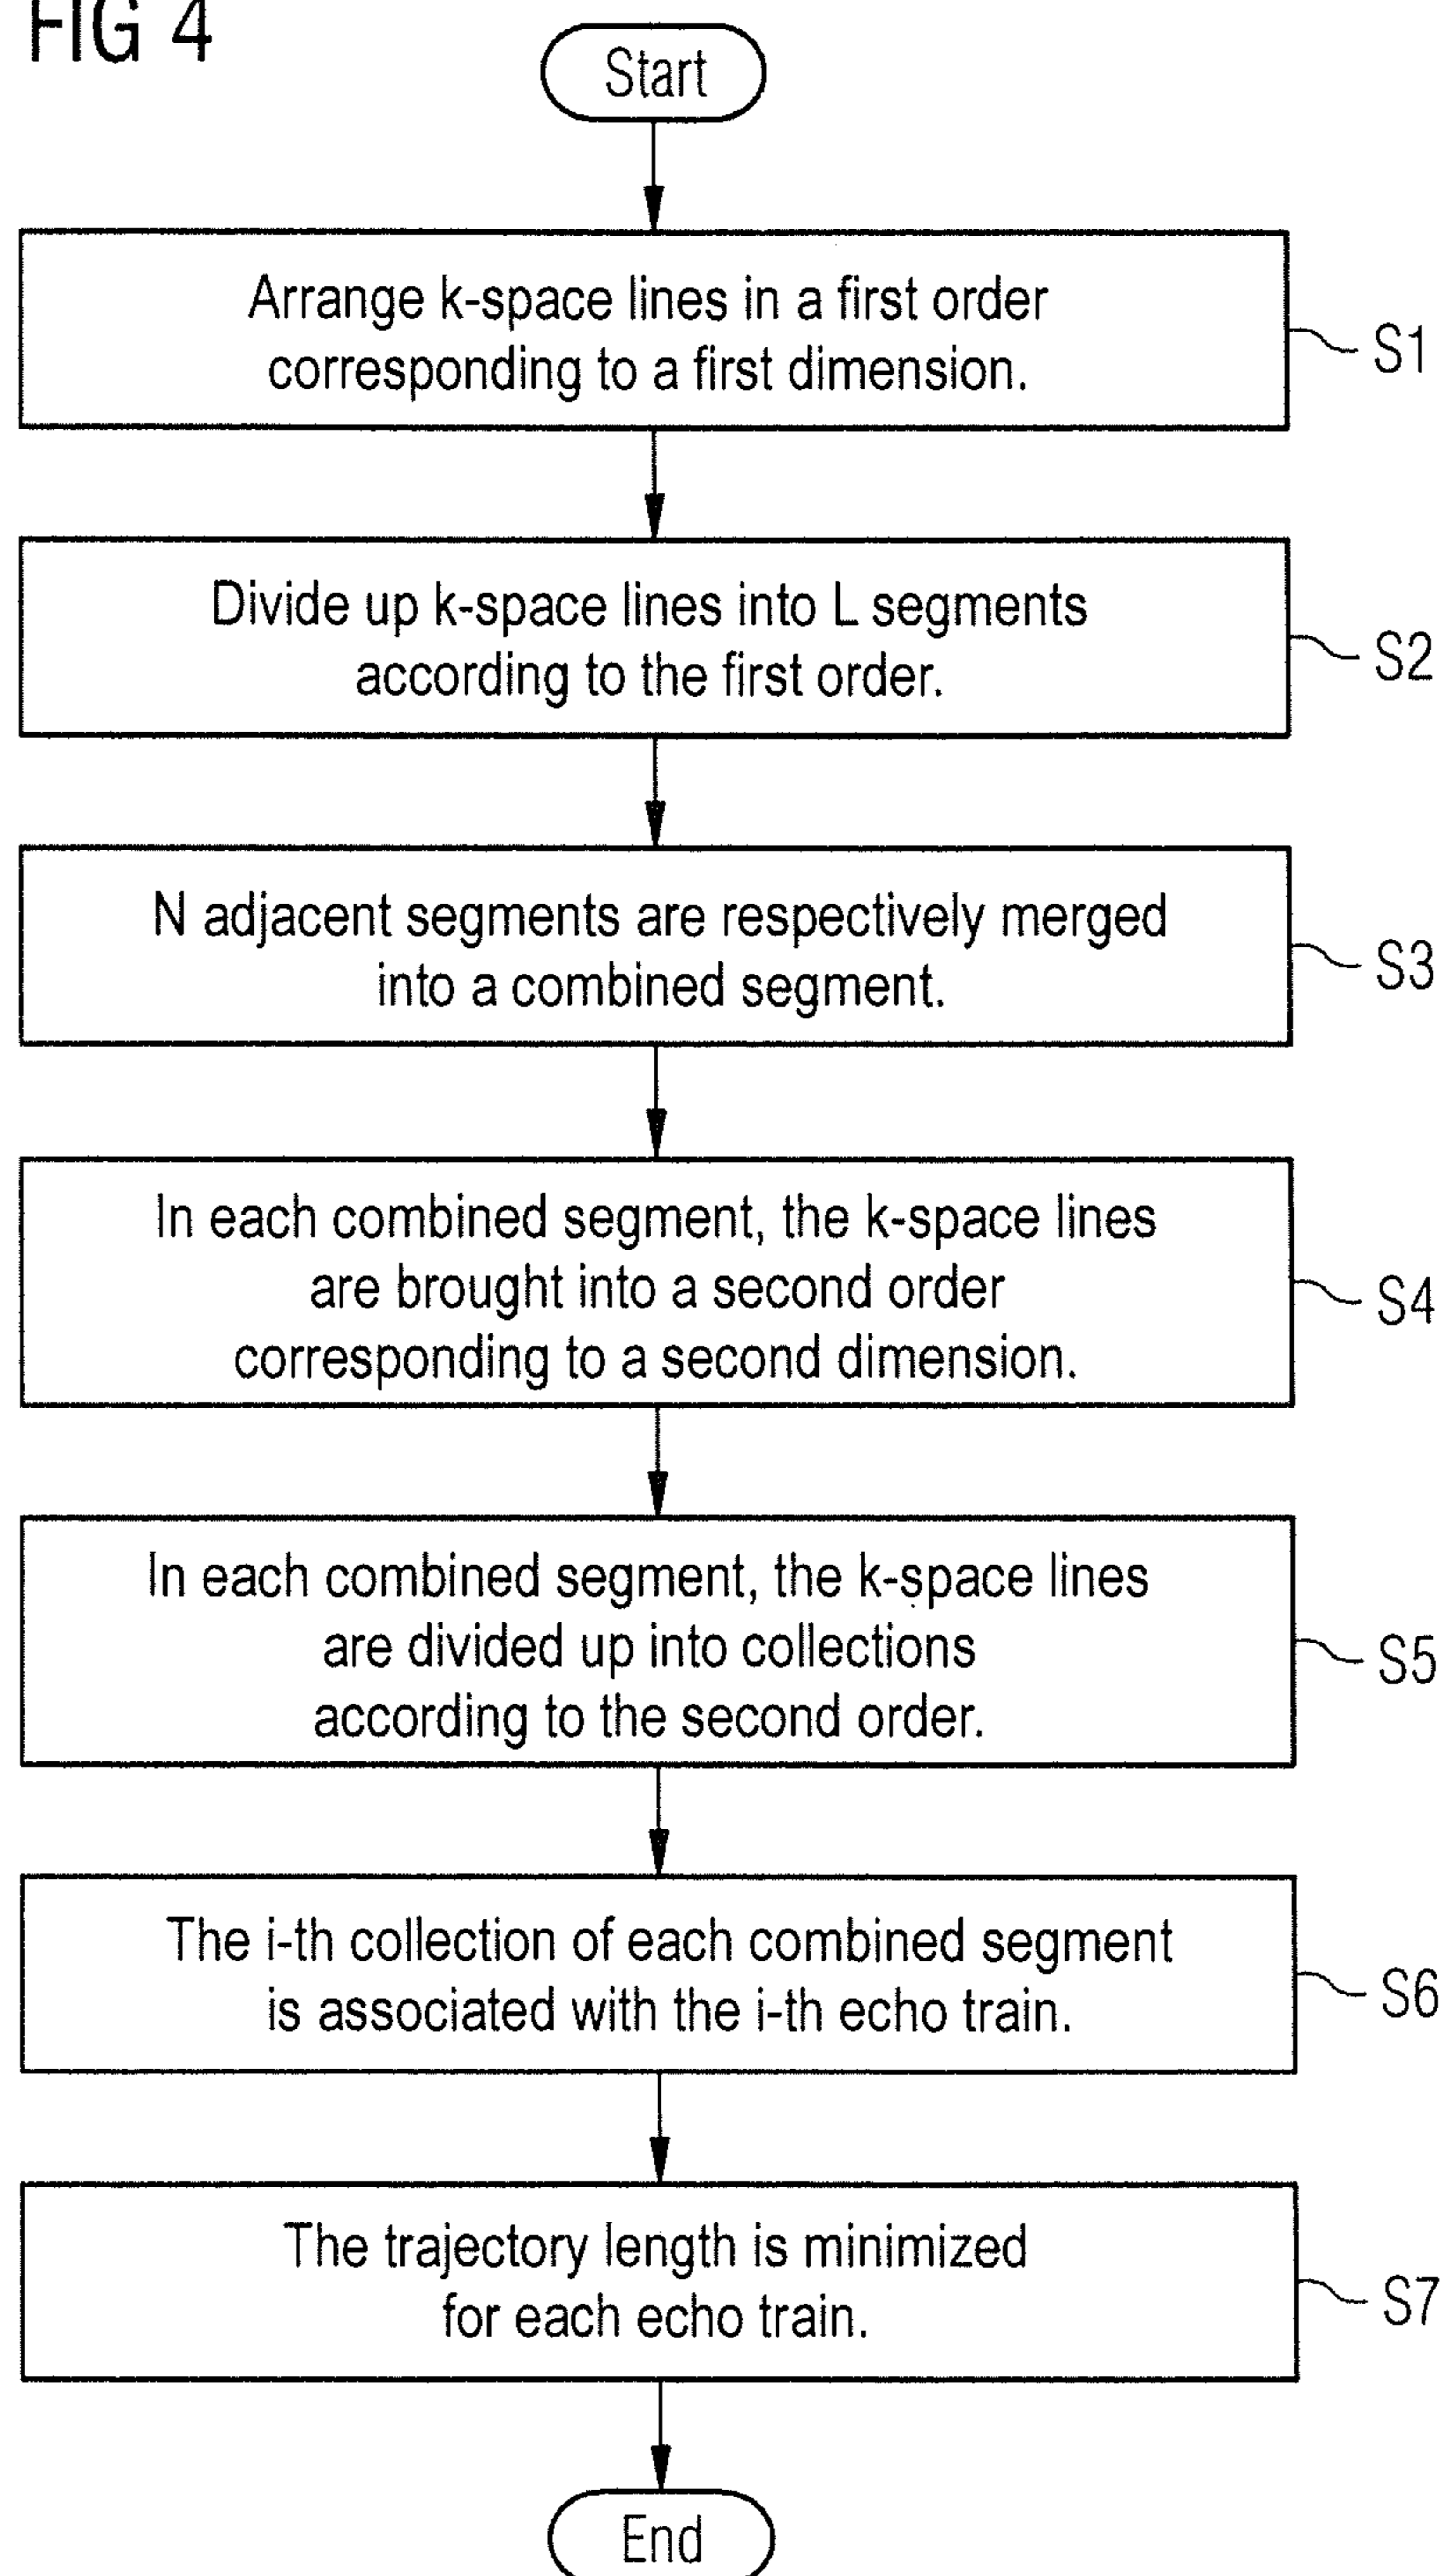 FIG 4
Start
Arrange k-space lines in a first order
corresponding to a first dimension.
S1
Divide up k-space lines into L segments
according to the first order.
S2
N adjacent segments are respectively merged
into a combined segment.
S3
In each combined segment, the k-space lines
are brought into a second order
corresponding to a second dimension.
S4
In each combined segment, the k-space lines
are divided up into collections
according to the second order.
S5
The i-th collection of each combined segment
is associated with the i-th echo train.
S6
The trajectory length is minimized
for each echo train.
S7
End